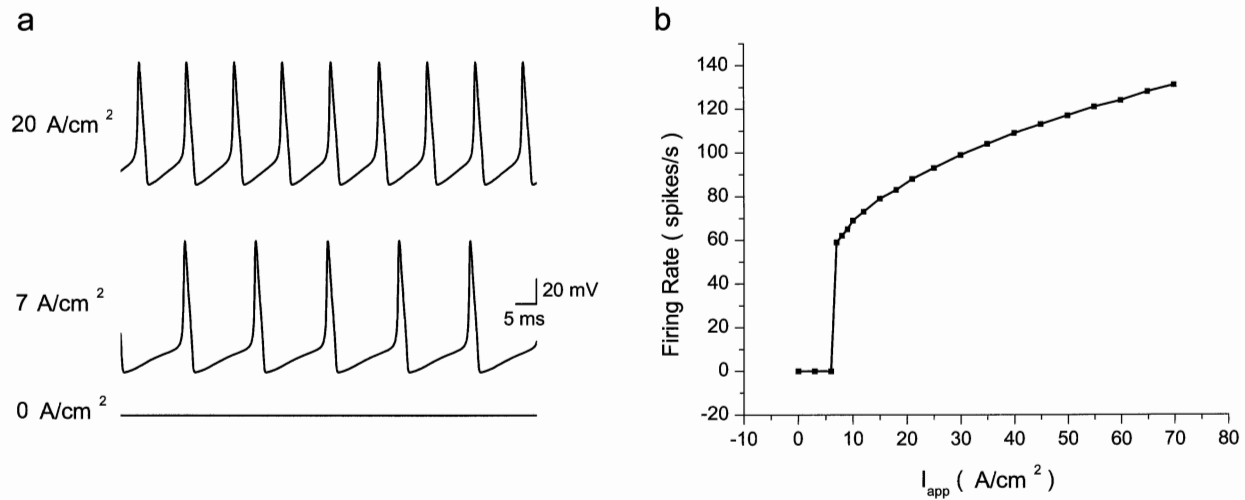 a
20 A/cm ²
7 A/cm ²
20 mV
5 ms
0 A/cm ²
b
Firing Rate ( spikes/s )
140
120
100
80
60
40
20
0
-20
-10 0 10 20 30 40 50 60 70 80
I app ( A/cm ² )